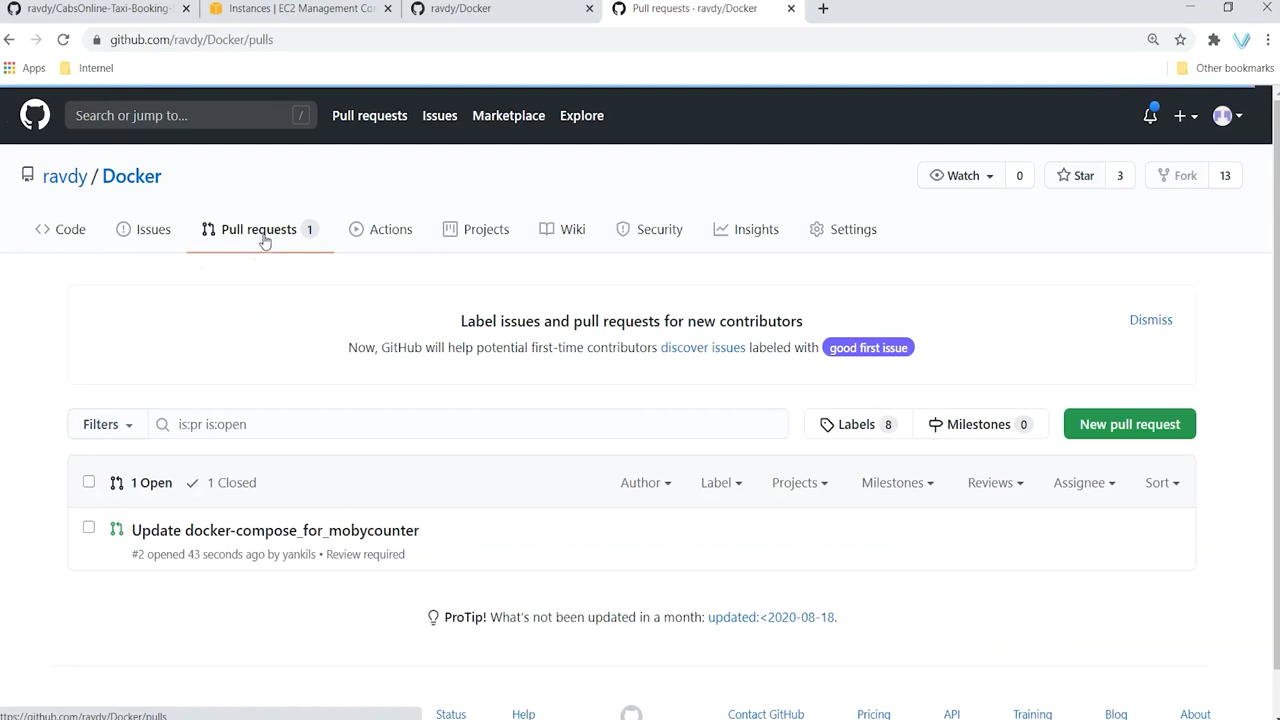 ravdy/CabsOnline-Taxi-Booking-
Instances | EC2 Management Co
ravdy/Docker
Pull requests · ravdy/Docker
github.com/ravdy/Docker/pulls
Apps
Internet
Other bookmarks
Search or jump to...
/
Pull requests
Issues
Marketplace
Explore
ravdy / Docker
Watch
0
Star
3
Fork
13
Code
Issues
Pull requests 1
Actions
Projects
Wiki
Security
Insights
Settings
Label issues and pull requests for new contributors
Dismiss
Now, GitHub will help potential first-time contributors discover issues labeled with good first issue
Filters
is:pr is:open
Labels 8
Milestones 0
New pull request
1 Open
1 Closed
Author
Label
Projects
Milestones
Reviews
Assignee
Sort
Update docker-compose_for_mobycounter
#2 opened 43 seconds ago by yankils • Review required
ProTip! What's not been updated in a month: updated:<2020-08-18.
Status
Help
Contact GitHub
Pricing
API
Training
Blog
About
ttps://github.com/ravdy/Docker/pulls